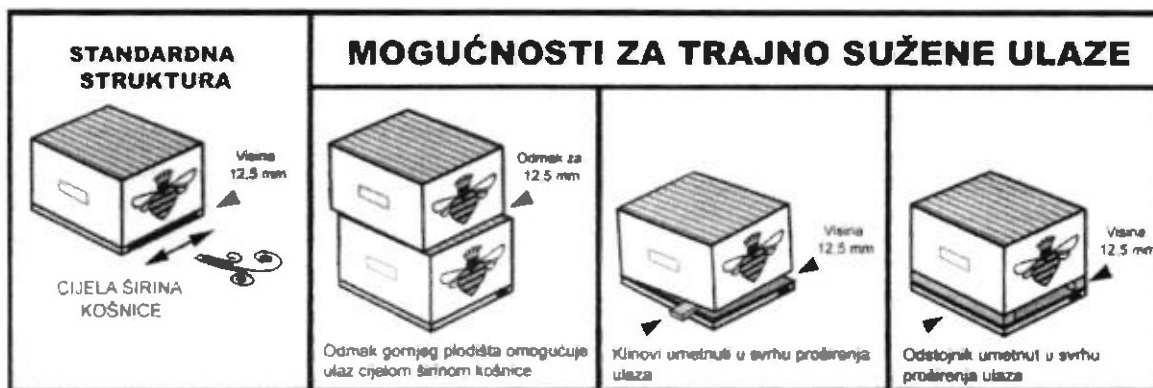 STANDARDNA
STRUKTURA
Visina
12,5 mm
CIJELA ŠIRINA
KOŠNICE
MOGUĆNOSTI ZA TRAJNO SUŽENE ULAZE
Odmak za
12.5 mm
Odmak gornjeg plodišta omogućuje
ulaz cijelom širinom košnice
Visina
12.5 mm
Klinovi umetnuti u svrhu proširenja
ulaza
Visina
12,5 mm
Odstojnik umetnut u svrhu
proširenja ulaza